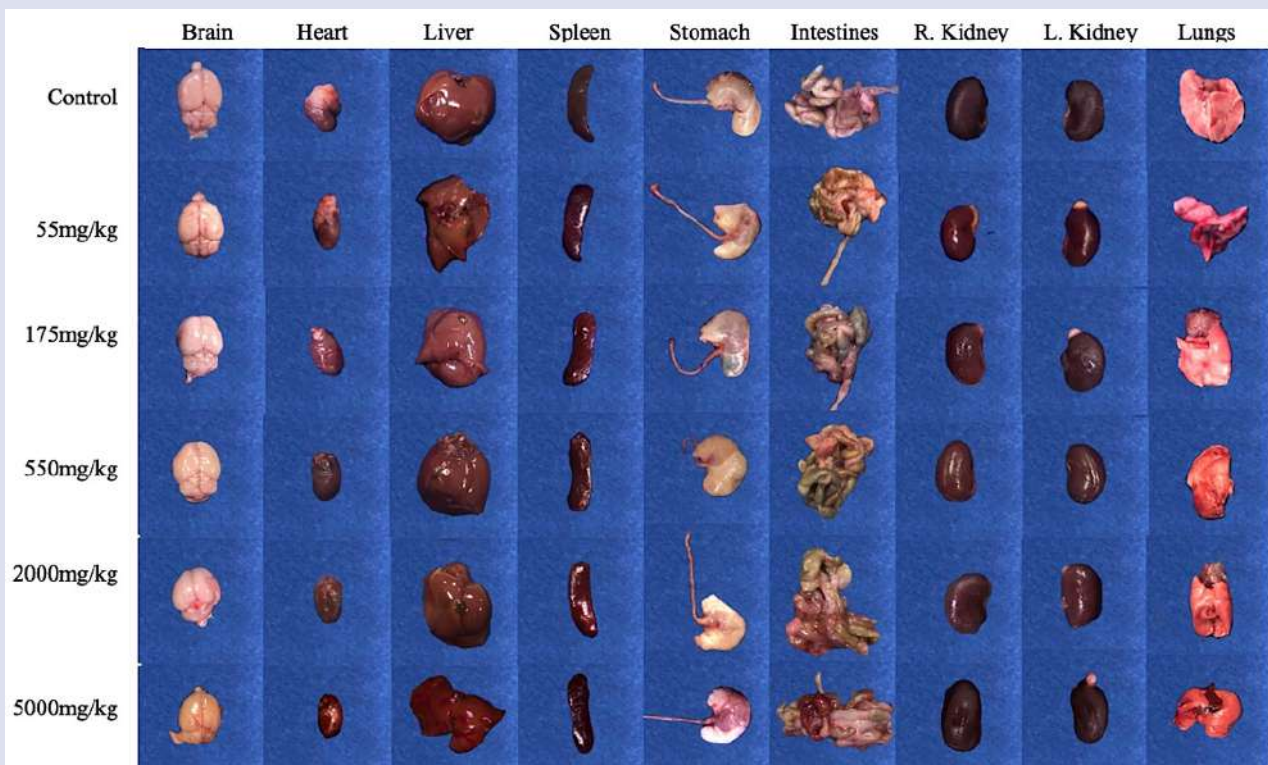 Brain Heart Liver Spleen Stomach Intestines R. Kidney L. Kidney Lungs
Control
55mg/kg
175mg/kg
550mg/kg
2000mg/kg
5000mg/kg